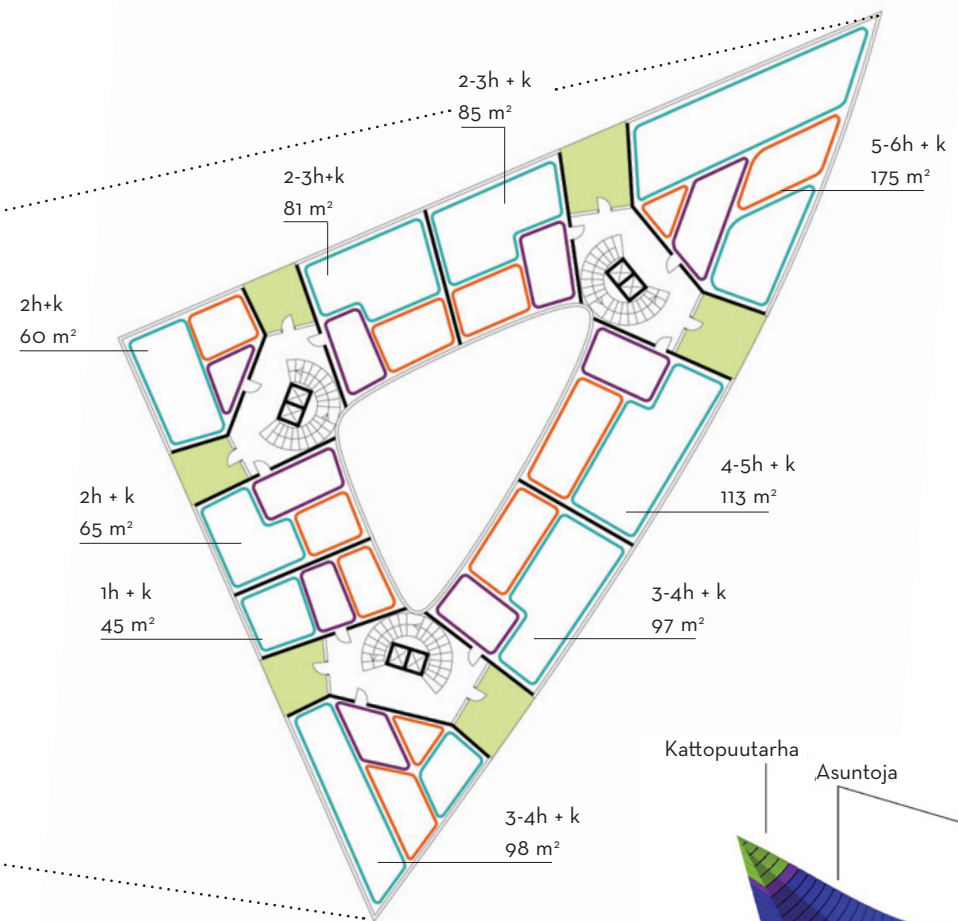 2-3h + k
85 m²
5-6h + k
175 m²
2-3h+k
81 m²
2h+k
60 m²
4-5h + k
113 m²
2h + k
65 m²
1h + k
45 m²
3-4h + k
97 m²
Kattopuutarha
Asuntoja
3-4h + k
98 m²